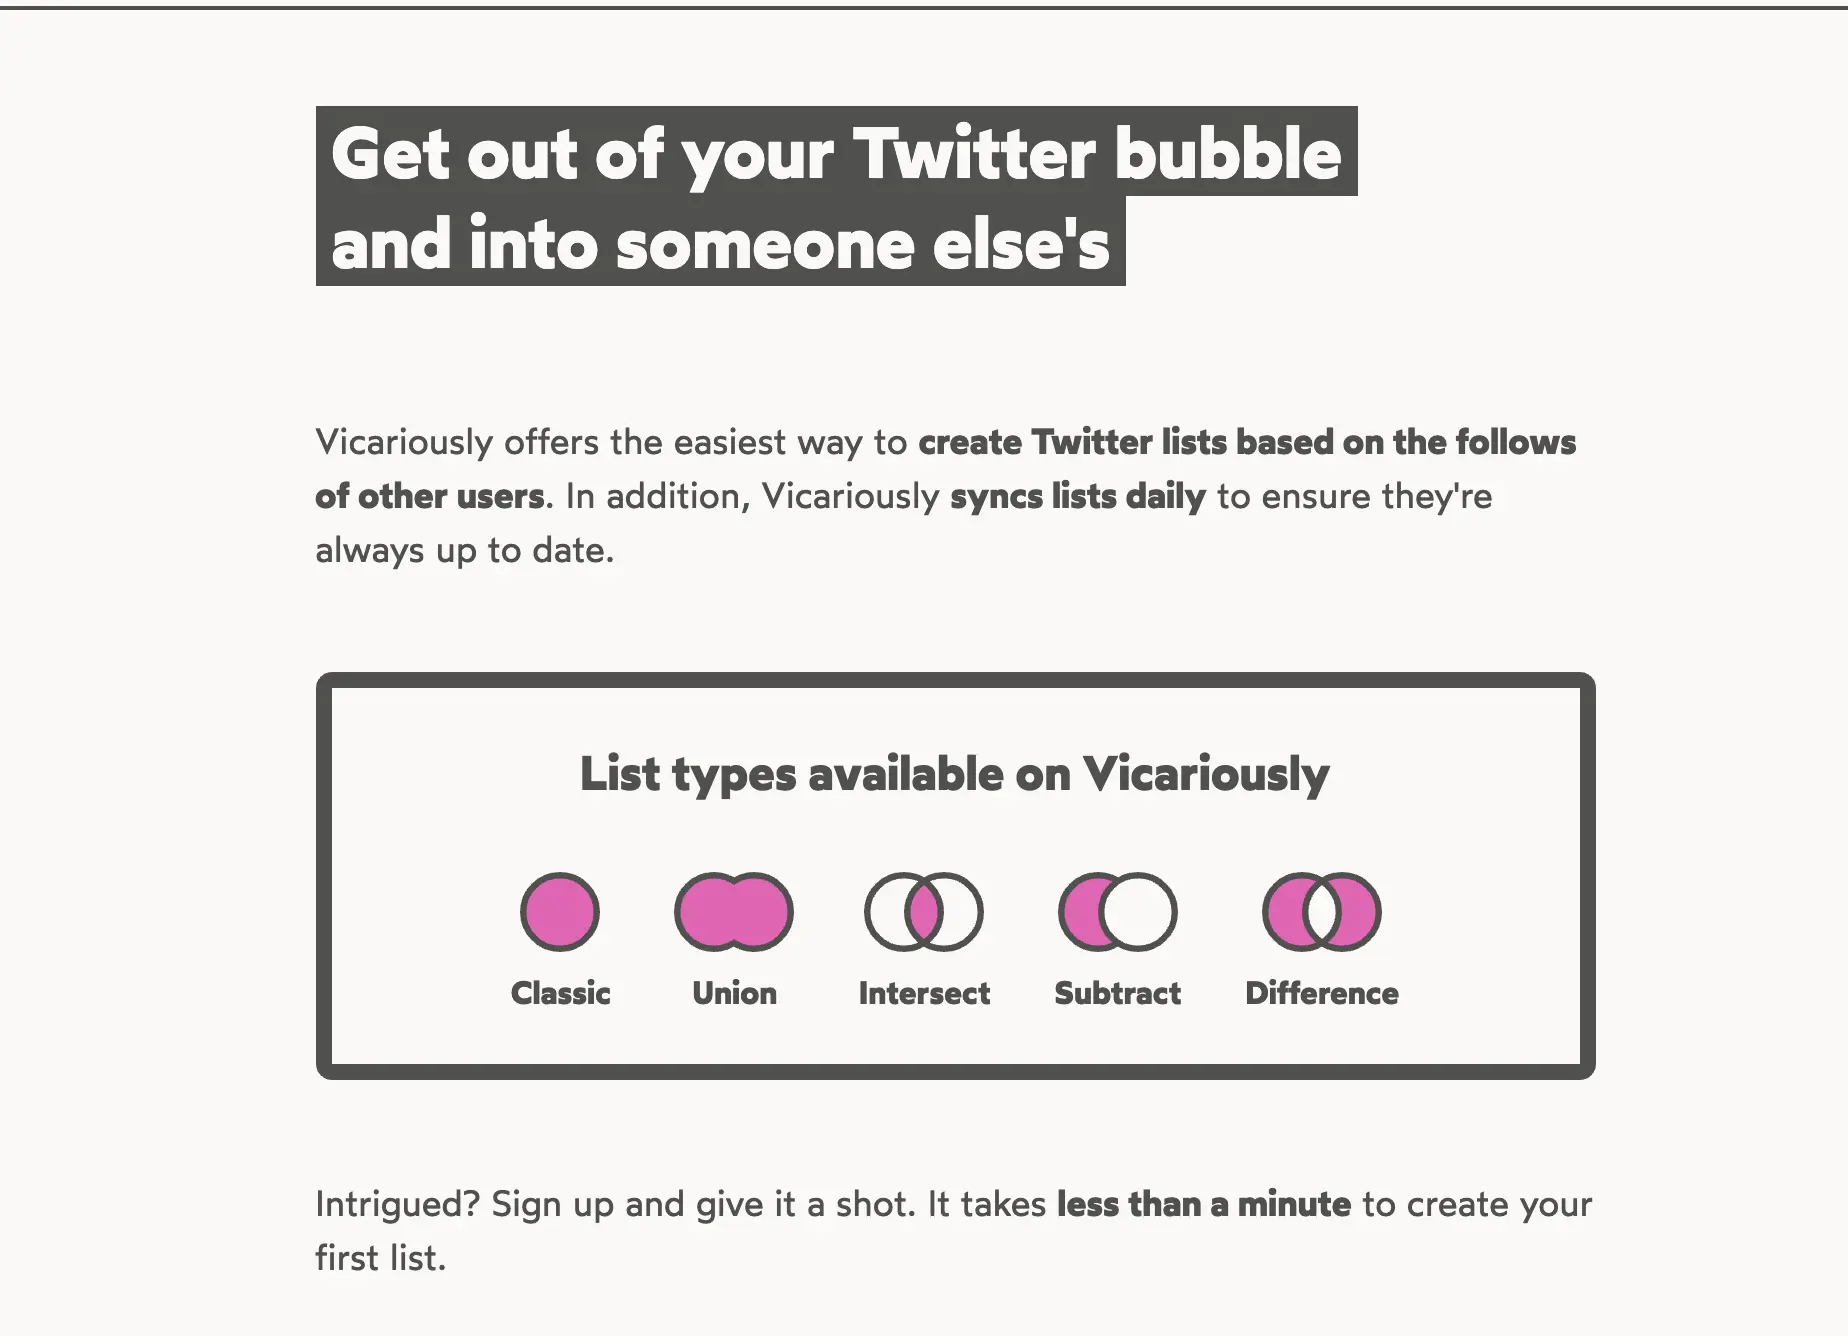 Get out of your Twitter bubble
and into someone else's
Vicariously offers the easiest way to create Twitter lists based on the follows
of other users. In addition, Vicariously syncs lists daily to ensure they're
always up to date.
List types available on Vicariously
Classic Union Intersect Subtract Difference
Intrigued? Sign up and give it a shot. It takes less than a minute to create your
first list.